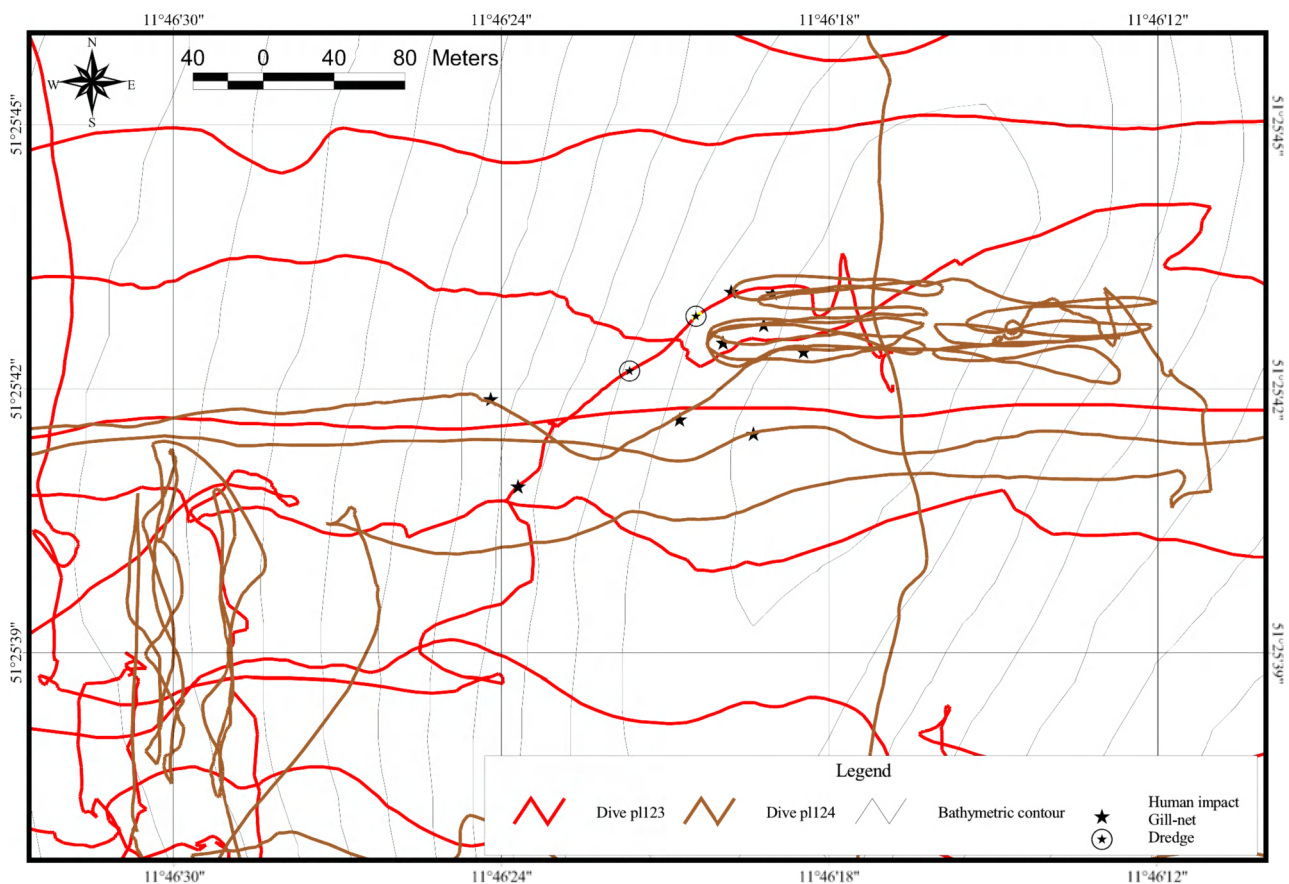 11°46'30" 11°46'24" 11°46'18" 11°46'12"
N
W E
S
40 0 40 80 Meters
51°25'45" 51°25'45"
51°25'42" 51°25'42"
51°25'39" 51°25'39"
Legend
Dive pl123 Dive pl124 Bathymetric contour
Human impact
Gill-net
Dredge
11°46'30" 11°46'24" 11°46'18" 11°46'12"